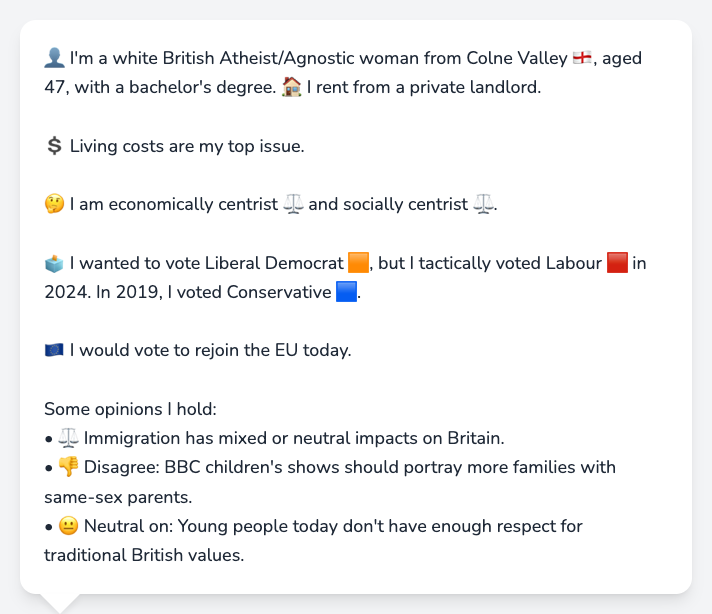 👤 I'm a white British Atheist/Agnostic woman from Colne Valley 🏴󠁧󠁢󠁥󠁮󠁧󠁿, aged
47, with a bachelor's degree. 🏠 I rent from a private landlord.
💲 Living costs are my top issue.
🤔 I am economically centrist ⚖️ and socially centrist ⚖️.
🗳️ I wanted to vote Liberal Democrat 🟧, but I tactically voted Labour 🟥 in
2024. In 2019, I voted Conservative 🟦.
🇪🇺 I would vote to rejoin the EU today.
Some opinions I hold:
• ⚖️ Immigration has mixed or neutral impacts on Britain.
• 👎 Disagree: BBC children's shows should portray more families with
same-sex parents.
• 😐 Neutral on: Young people today don't have enough respect for
traditional British values.